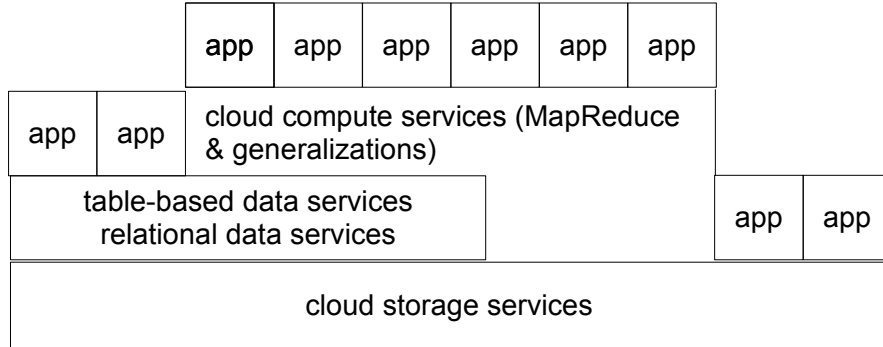 app app app app app app
app app cloud compute services (MapReduce
& generalizations)
table-based data services
relational data services
app app
cloud storage services